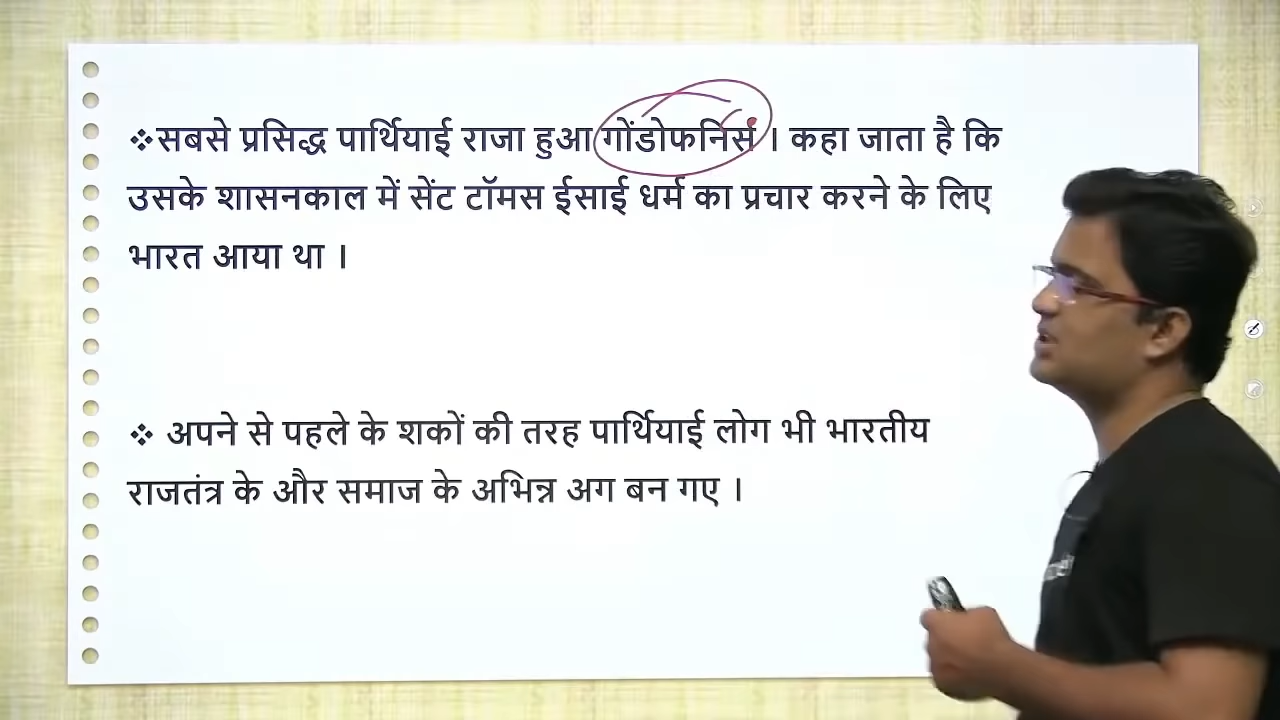 ❖सबसे प्रसिद्ध पार्थियाई राजा हुआ गोंडोफर्निस । कहा जाता है कि
उसके शासनकाल में सेंट टॉमस ईसाई धर्म का प्रचार करने के लिए
भारत आया था ।
❖ अपने से पहले के शकों की तरह पार्थियाई लोग भी भारतीय
राजतंत्र के और समाज के अभिन्न अग बन गए ।